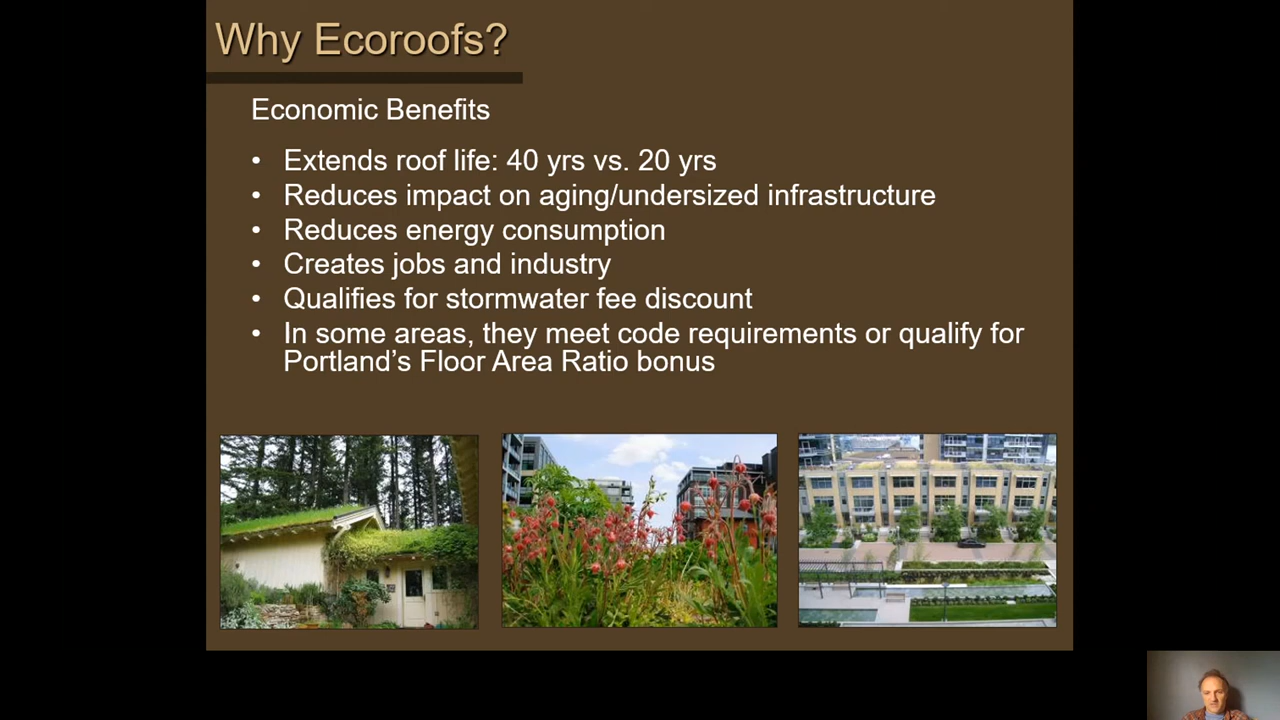 Why Ecoroofs?
Economic Benefits
• Extends roof life: 40 yrs vs. 20 yrs
• Reduces impact on aging/undersized infrastructure
• Reduces energy consumption
• Creates jobs and industry
• Qualifies for stormwater fee discount
• In some areas, they meet code requirements or qualify for
Portland's Floor Area Ratio bonus